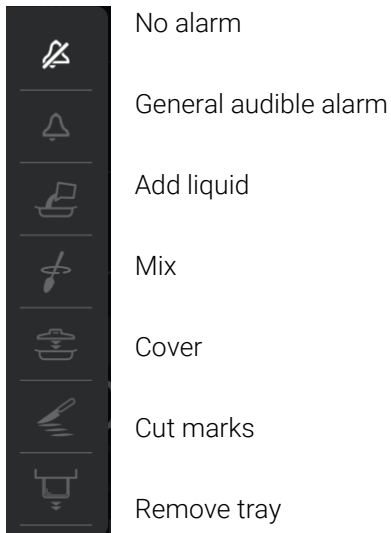 No alarm
General audible alarm
Add liquid
Mix
Cover
Cut marks
Remove tray